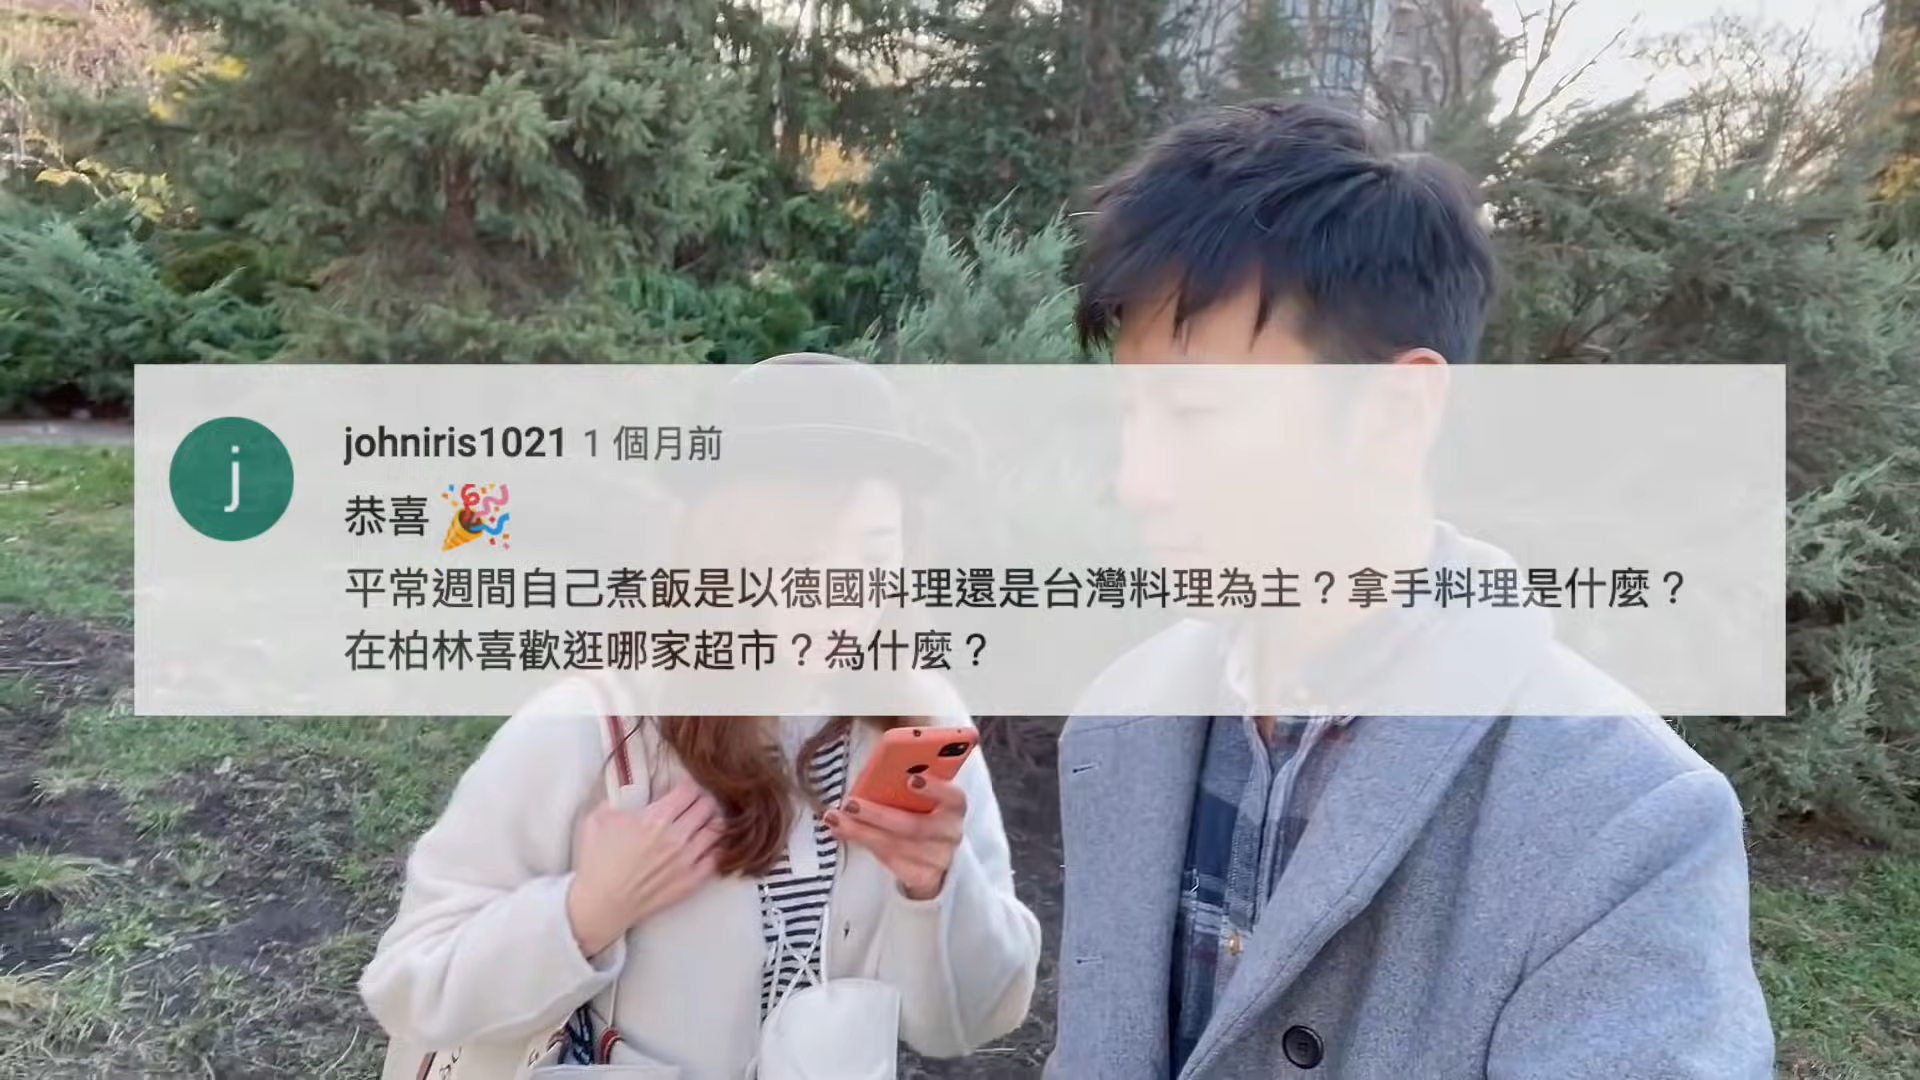 j
johniris1021 1 個月前
恭喜 🎉
平常週間自己煮飯是以德國料理還是台灣料理為主？拿手料理是什麼？
在柏林喜歡逛哪家超市？為什麼？